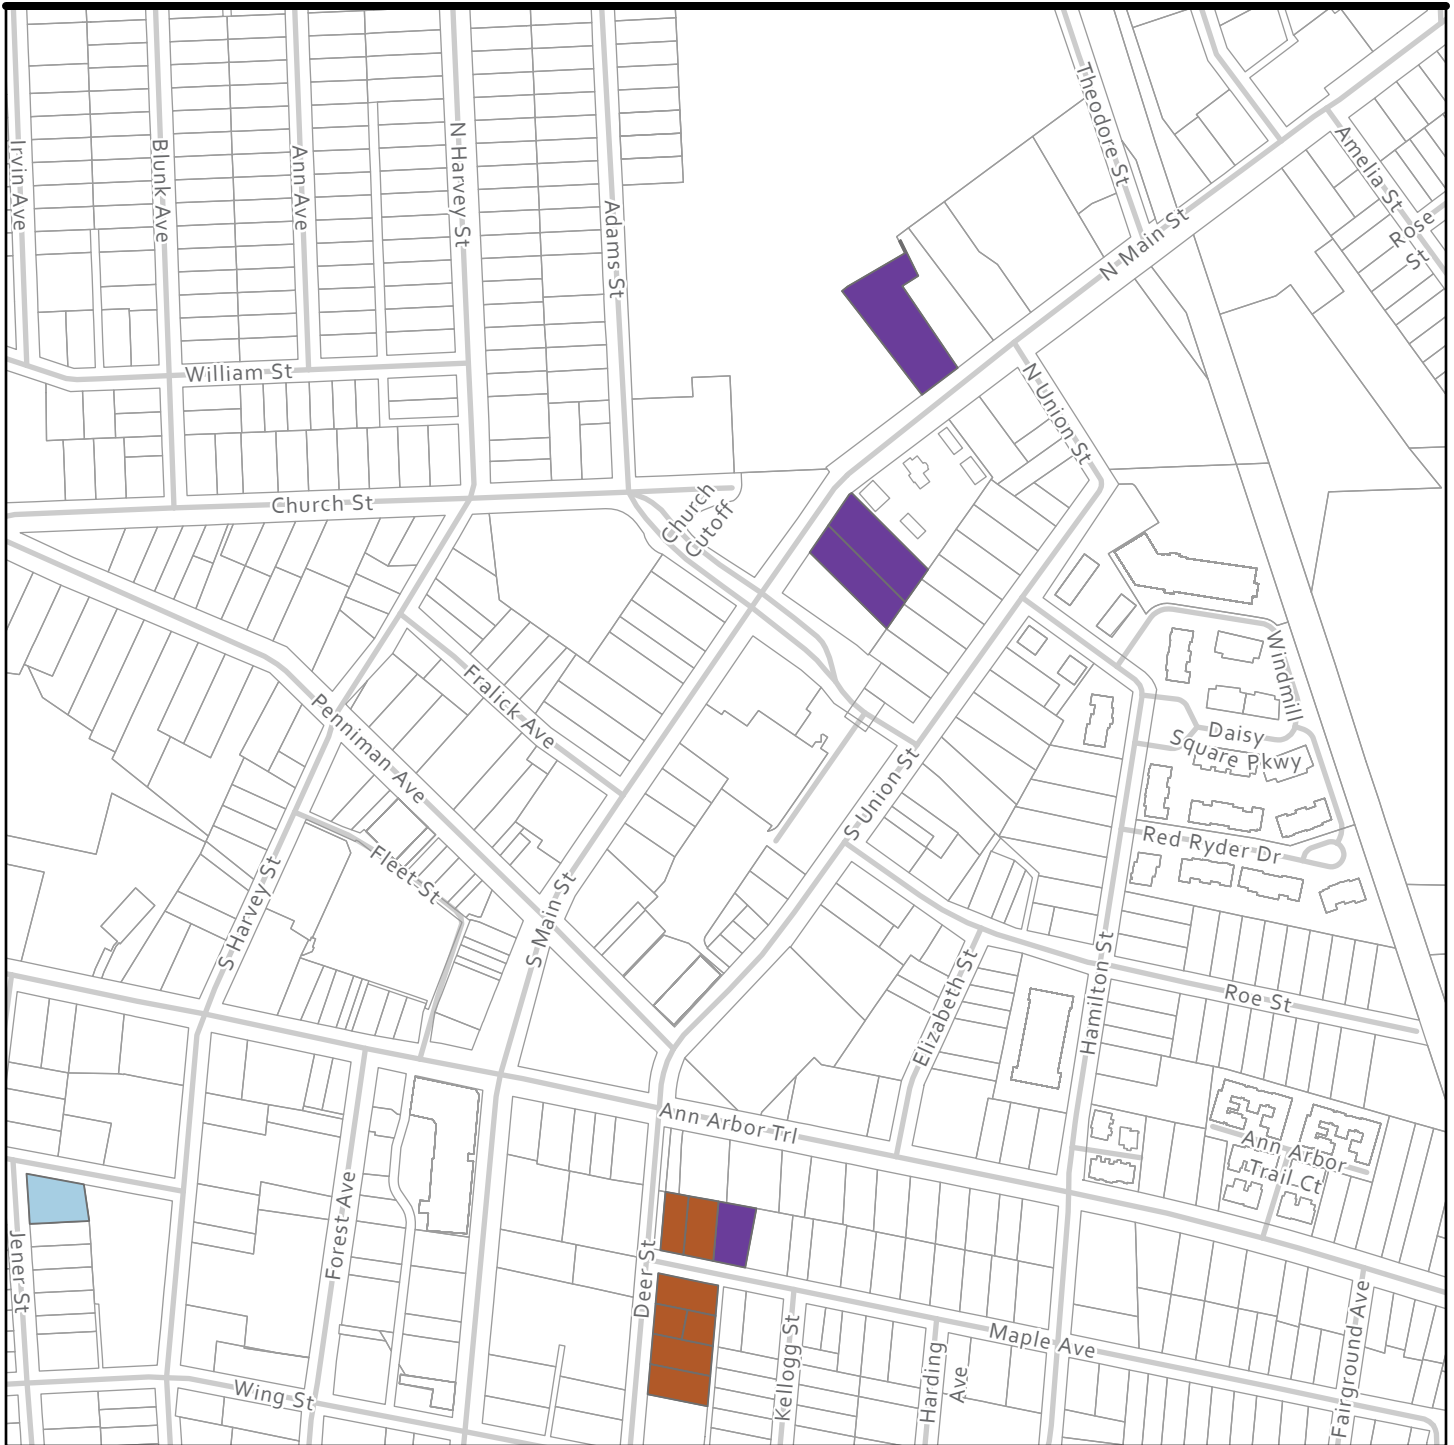 Theodore St
Irvin Ave
Blunk Ave
Ann Ave
N Harvey St
Adams St
Amelia St
Rose
St
N Main St
William St
N Union St
Church St
Church
Cutoff
Windmill
Fralick Ave
Penniman Ave
Daisy
Square Pkwy
S Union St
Red Ryder Dr
Fleet St
S Harvey St
S Main St
Elizabeth St
Hamilton St
Roe St
Ann Arbor Trl
Ann Arbor
Trail Ct
Forest Ave
Jener St
Deer St
Kellogg St
Harding
Ave
Maple Ave
Fairground Ave
Wing St